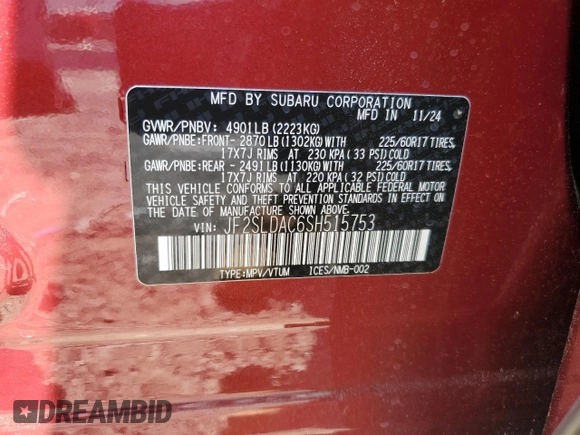 MFD BY SUBARU CORPORATION
MFD IN 11/24
GVWR/PNBV: 4901LB(2223KG)
GAWR/PNBE:FRONT- 2870LB(1302KG)WITH 225/60R17 TIRES,
17X7J RIMS AT 230 KPA(33 PSI)COLD
GAWR/PNBE:REAR - 2491LB(1130KG)WITH 225/60R17 TIRES,
17X7J RIMS AT 220 KPA(32 PSI)COLD
THIS VEHICLE CONFORMS TO ALL APPLICABLE FEDERAL MOTOR
VEHICLE SAFETY AND THEFT PREVENTION STANDARDS IN EFFECT ON
THE DATE OF MANUFACTURE SHOWN ABOVE.
VIN: JF2SLDAC6SH515753
TYPE:MPV/VTUM ICES/NMB-002
DREAMBID